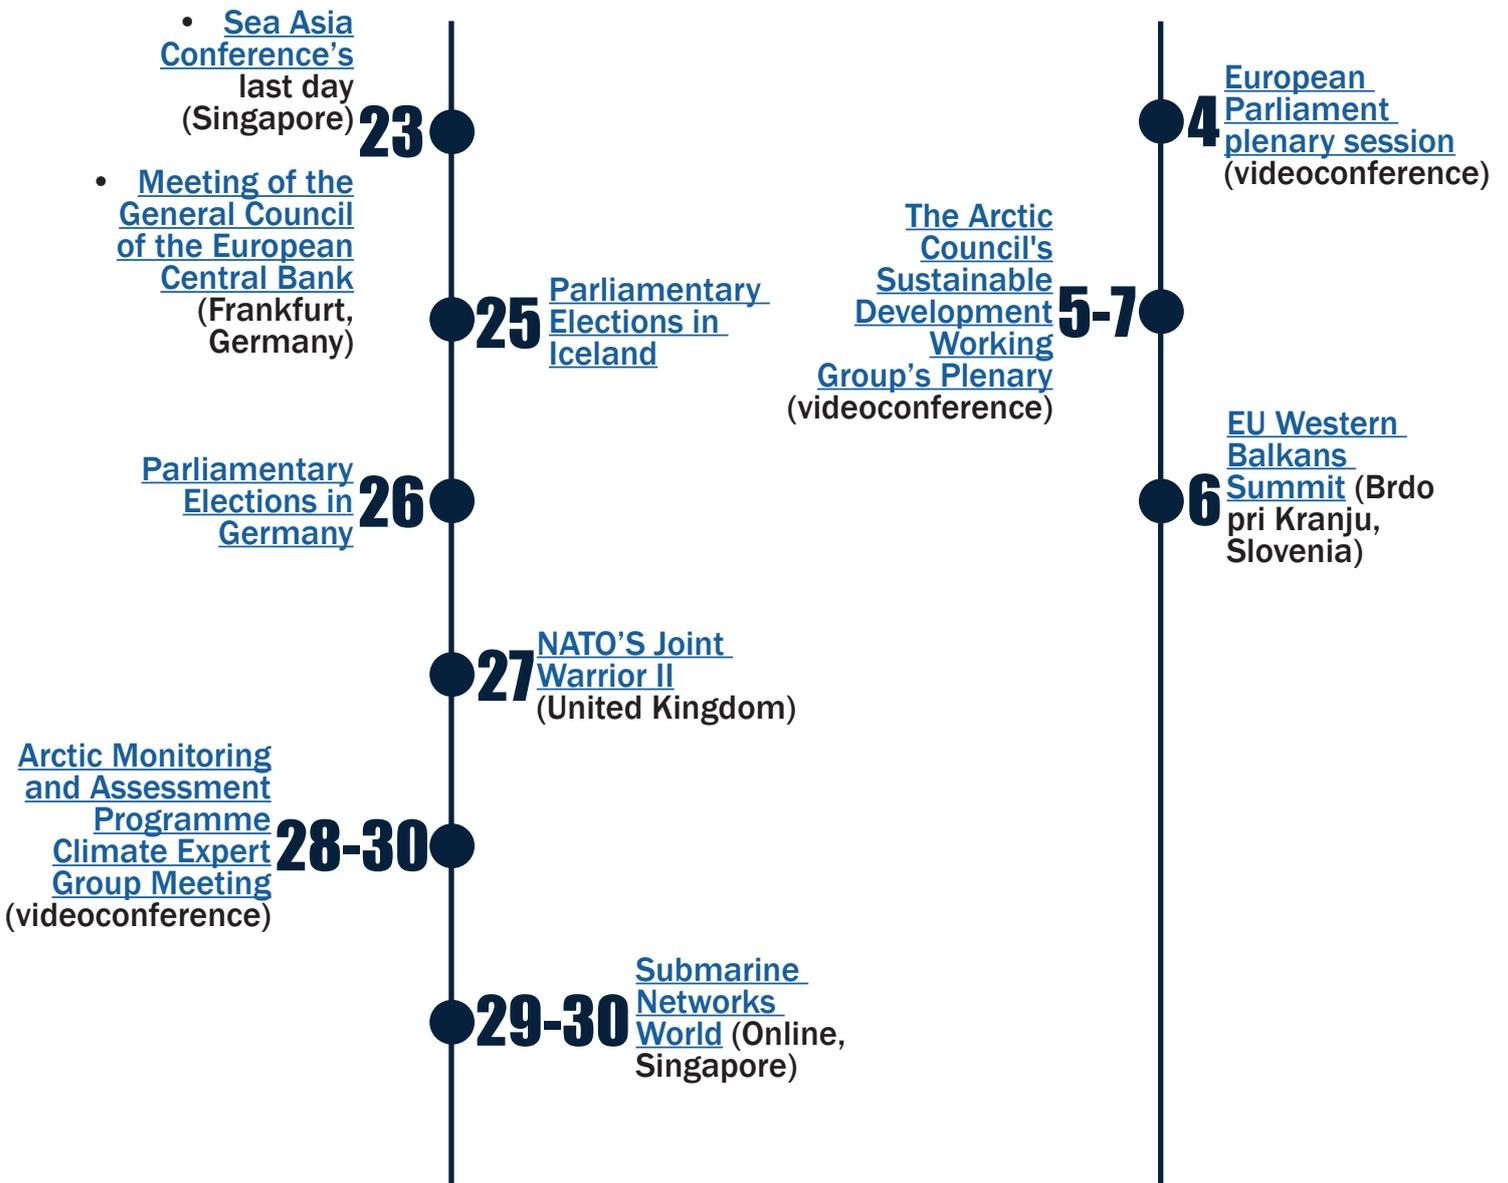 • Sea Asia
Conference’s
last day
(Singapore)
23
• Meeting of the
General Council
of the European
Central Bank
(Frankfurt,
Germany)
25
Parliamentary
Elections in
Iceland
Parliamentary
Elections in
Germany
26
27
NATO’S Joint
Warrior II
(United Kingdom)
Arctic Monitoring
and Assessment
Programme
Climate Expert
Group Meeting
(videoconference)
28-30
29-30
Submarine
Networks
World (Online,
Singapore)
4
European
Parliament
plenary session
(videoconference)
The Arctic
Council's
Sustainable
Development
Working
Group’s Plenary
(videoconference)
5-7
6
EU Western
Balkans
Summit (Brdo
pri Kranju,
Slovenia)